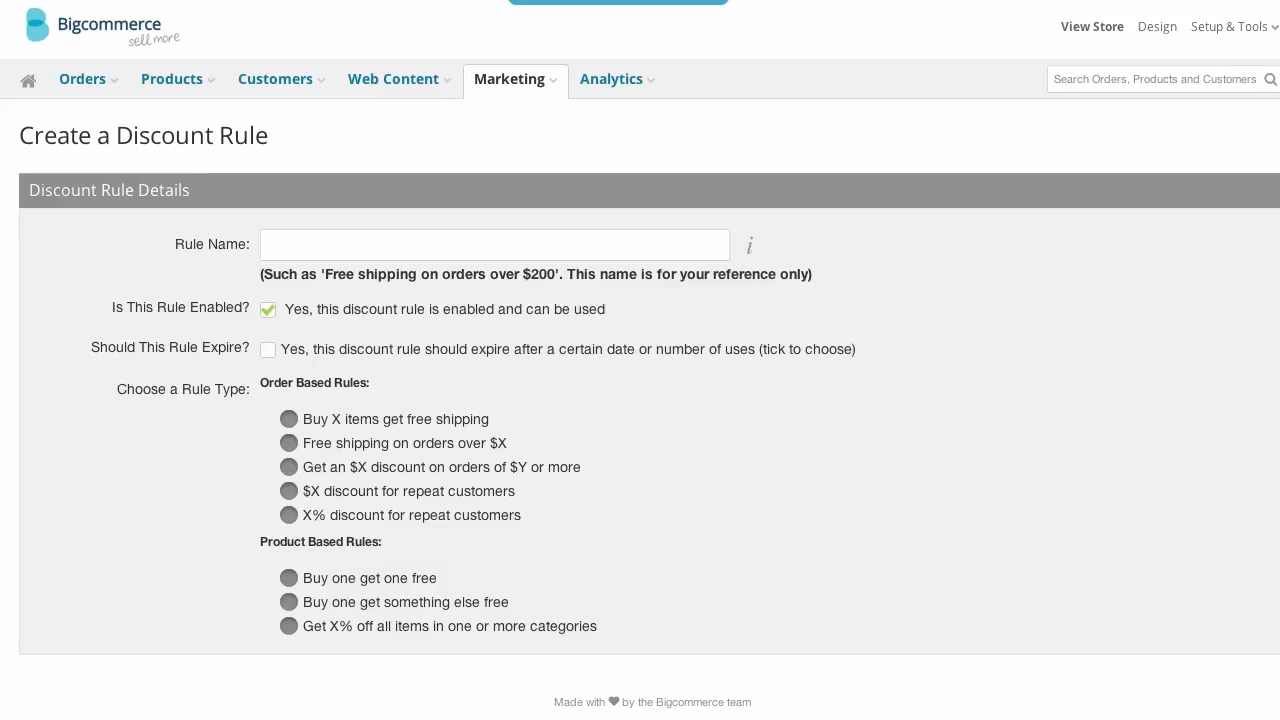 Bigcommerce
sell more
View Store Design Setup & Tools
Orders Products Customers Web Content Marketing Analytics
Search Orders, Products and Customers
Create a Discount Rule
Discount Rule Details
Rule Name:
i
(Such as 'Free shipping on orders over $200'. This name is for your reference only)
Is This Rule Enabled? Yes, this discount rule is enabled and can be used
Should This Rule Expire? Yes, this discount rule should expire after a certain date or number of uses (tick to choose)
Choose a Rule Type: Order Based Rules:
Buy X items get free shipping
Free shipping on orders over $X
Get an $X discount on orders of $Y or more
$X discount for repeat customers
X% discount for repeat customers
Product Based Rules:
Buy one get one free
Buy one get something else free
Get X% off all items in one or more categories
Made with ♥ by the Bigcommerce team